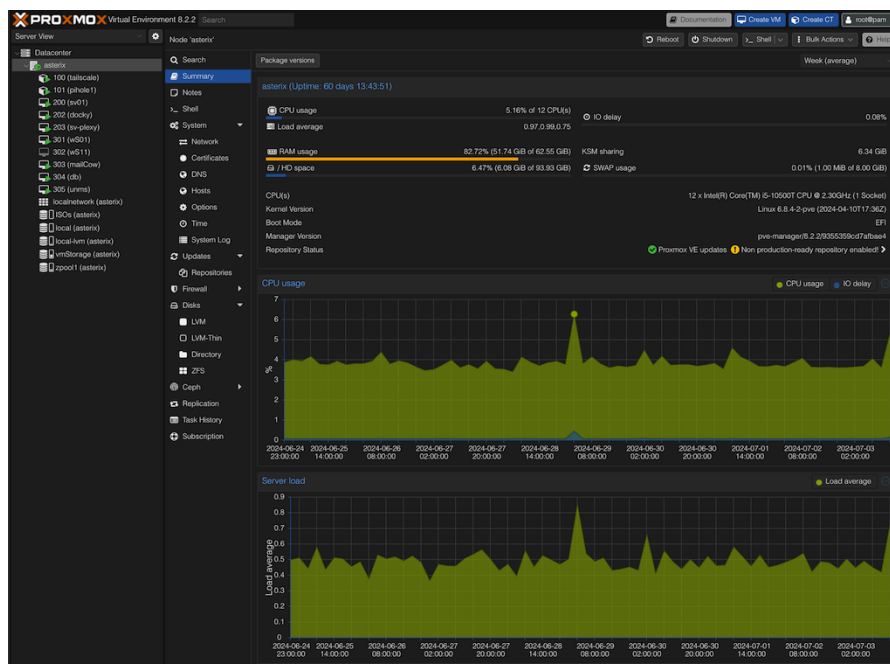 PROXMOX Virtual Environment 8.2.2 Search
Documentation Create VM Create CT root@pam
Server View
Node 'asterix'
Reboot Shutdown Shell Bulk Actions Help
Datacenter
asterix
100 (tailscale)
101 (pihole1)
200 (sv01)
202 (docky)
203 (sv-plexy)
301 (wS01)
302 (wS11)
303 (mailCow)
304 (db)
305 (unms)
localnetwork (asterix)
ISOs (asterix)
local (asterix)
local-lvm (asterix)
vmStorage (asterix)
zpool1 (asterix)
Search
Summary
Notes
Shell
System
Network
Certificates
DNS
Hosts
Options
Time
System Log
Updates
Repositories
Firewall
Disks
LVM
LVM-Thin
Directory
ZFS
Ceph
Replication
Task History
Subscription
Package versions
Week (average)
asterix (Uptime: 60 days 13:43:51)
CPU usage 5.16% of 12 CPU(s)
IO delay 0.08%
Load average 0.97,0.99,0.75
RAM usage 82.72% (51.74 GiB of 62.55 GiB)
KSM sharing 6.34 GiB
/ HD space 6.47% (6.08 GiB of 93.93 GiB)
SWAP usage 0.01% (1.00 MiB of 8.00 GiB)
CPU(s) 12 x Intel(R) Core(TM) i5-10500T CPU @ 2.30GHz (1 Socket)
Kernel Version Linux 6.8.4-2-pve (2024-04-10T17:36Z)
Boot Mode EFI
Manager Version pve-manager/8.2.2/9355359cd7afbae4
Repository Status Proxmox VE updates Non production-ready repository enabled!
CPU usage
CPU usage IO delay
7
6
5
4
%
3
2
1
0
2024-06-24 2024-06-25 2024-06-26 2024-06-27 2024-06-27 2024-06-28 2024-06-29 2024-06-30 2024-06-30 2024-07-01 2024-07-02 2024-07-03
23:00:00 14:00:00 08:00:00 02:00:00 20:00:00 14:00:00 08:00:00 02:00:00 20:00:00 14:00:00 08:00:00 02:00:00
Server load
Load average
0.9
0.8
0.7
0.6
0.5
Load average
0.4
0.3
0.2
0.1
0
2024-06-24 2024-06-25 2024-06-26 2024-06-27 2024-06-27 2024-06-28 2024-06-29 2024-06-30 2024-06-30 2024-07-01 2024-07-02 2024-07-03
23:00:00 14:00:00 08:00:00 02:00:00 20:00:00 14:00:00 08:00:00 02:00:00 20:00:00 14:00:00 08:00:00 02:00:00